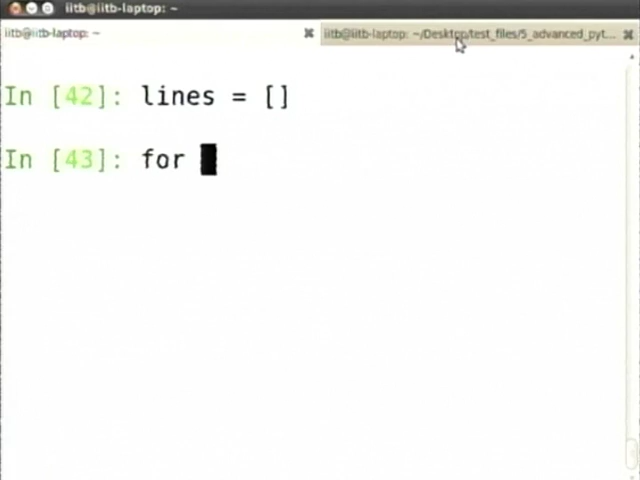 iitb@iitb-laptop: ~
iitb@iitb-laptop: ~
iitb@iitb-laptop: ~/Desktop/test_files/5_advanced_pyt...
In [42]: lines = []
In [43]: for